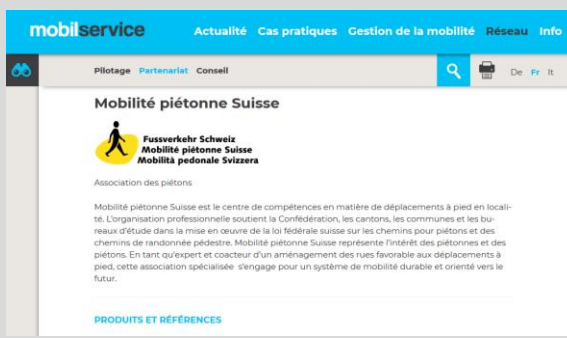 mobilservice
Actualité Cas pratiques Gestion de la mobilité Réseau Info
Pilotage Partenariat Conseil
De Fr It
Mobilité piétonne Suisse
Fussverkehr Schweiz
Mobilité piétonne Suisse
Mobilità pedonale Svizzera
Association des piétons
Mobilité piétonne Suisse est le centre de compétences en matière de déplacements à pied en locali-
té. L'organisation professionnelle soutient la Confédération, les cantons, les communes et les bu-
reaux d'étude dans la mise en œuvre de la loi fédérale suisse sur les chemins pour piétons et des
chemins de randonnée pédestre. Mobilité piétonne Suisse représente l'intérêt des piétonnes et des
piétons. En tant qu'expert et coacteur d'un aménagement des rues favorable aux déplacements à
pied, cette association spécialisée s'engage pour un système de mobilité durable et orienté vers le
futur.
PRODUITS ET RÉFÉRENCES